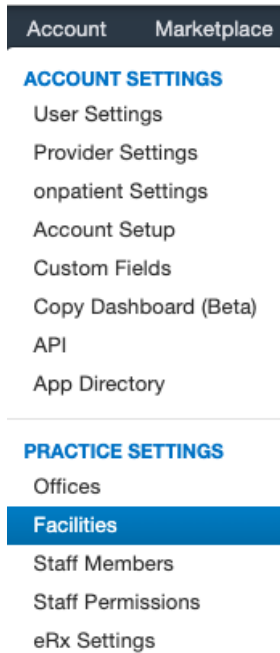 Account Marketplace
ACCOUNT SETTINGS
User Settings
Provider Settings
onpatient Settings
Account Setup
Custom Fields
Copy Dashboard (Beta)
API
App Directory
PRACTICE SETTINGS
Offices
Facilities
Staff Members
Staff Permissions
eRx Settings